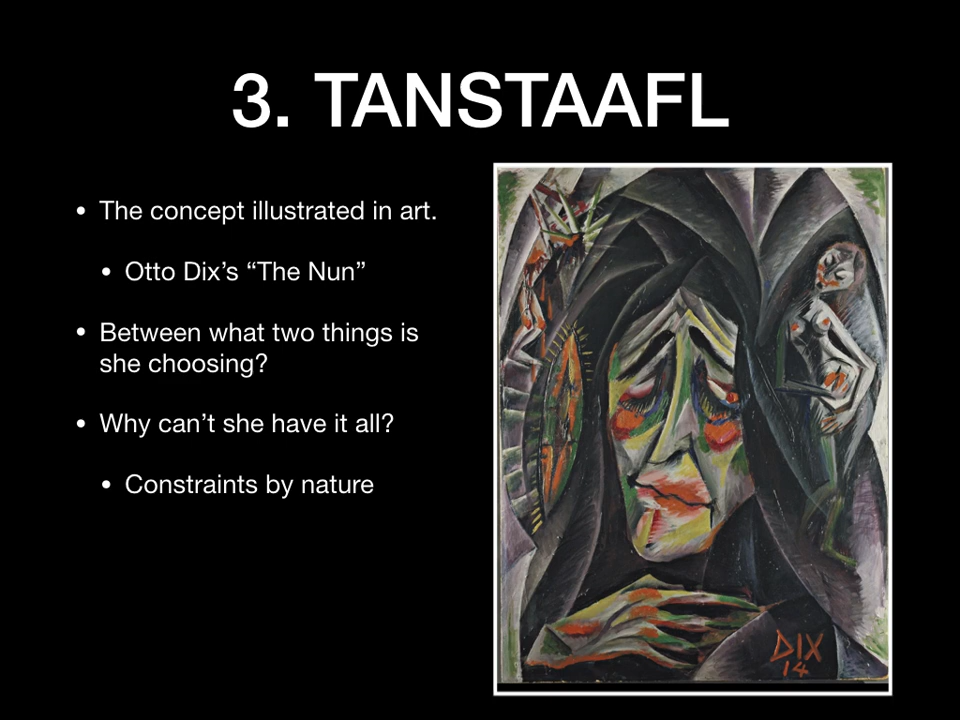 3. TANSTAAFL
• The concept illustrated in art.
• Otto Dix’s “The Nun”
• Between what two things is
she choosing?
• Why can’t she have it all?
• Constraints by nature
DIX
14